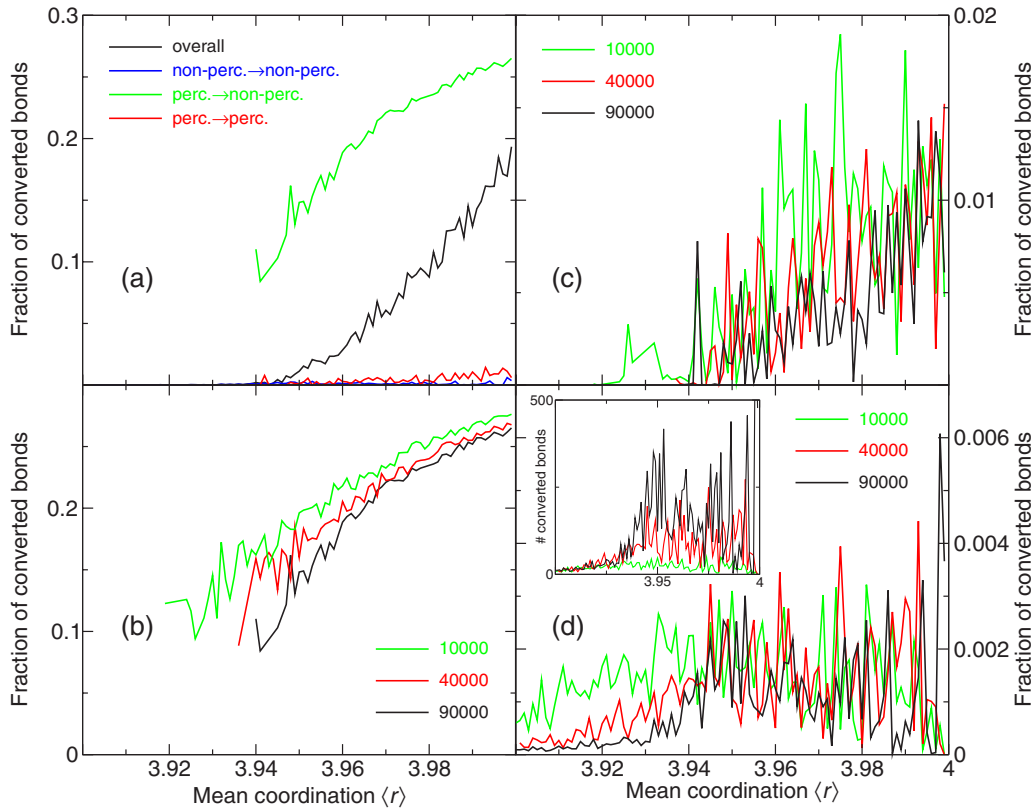 0.3
0.2
0.1
Fraction of converted bonds
overall
non-perc.→non-perc.
perc.→non-perc.
perc.→perc.
(a)
10000
40000
90000
(c)
0.02
0.01
0
Fraction of converted bonds
0.2
0.1
0
Fraction of converted bonds
(b)
10000
40000
90000
3.92
3.94
3.96
3.98
Mean coordination ⟨r⟩
500
0
# converted bonds
3.95
4
10000
40000
90000
(d)
0.006
0.004
0.002
0
Fraction of converted bonds
3.92
3.94
3.96
3.98
4
Mean coordination ⟨r⟩